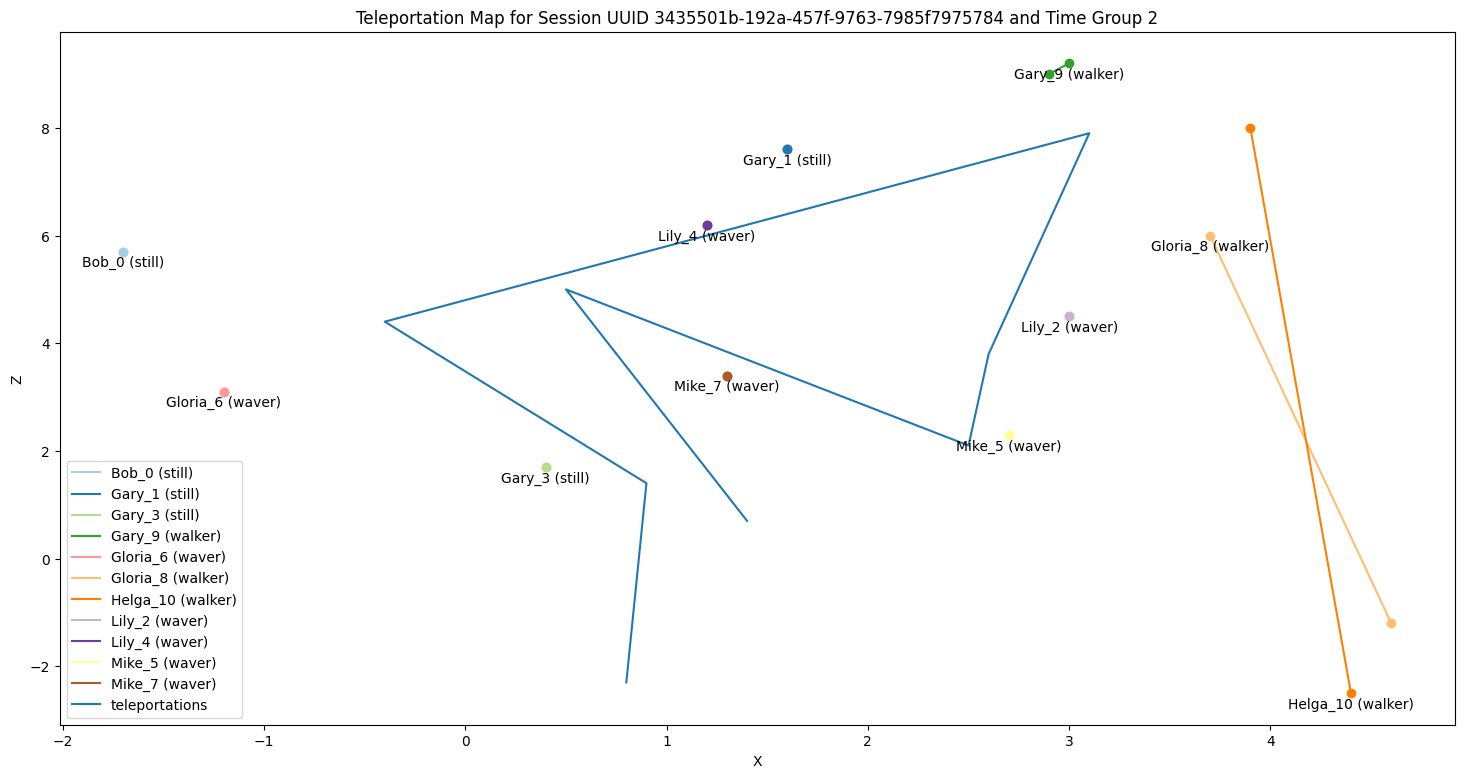 Teleportation Map for Session UUID 3435501b-192a-457f-9763-7985f7975784 and Time Group 2
Gary_9 (walker)
8
Gary_1 (still)
Lily_4 (waver)
6
Gloria_8 (walker)
Bob_0 (still)
Lily_2 (waver)
4
Z
Mike_7 (waver)
Gloria_6 (waver)
2
Mike_5 (waver)
Gary_3 (still)
0
−2
Helga_10 (walker)
Bob_0 (still)
Gary_1 (still)
Gary_3 (still)
Gary_9 (walker)
Gloria_6 (waver)
Gloria_8 (walker)
Helga_10 (walker)
Lily_2 (waver)
Lily_4 (waver)
Mike_5 (waver)
Mike_7 (waver)
teleportations
−2 −1 0 1 2 3 4
X